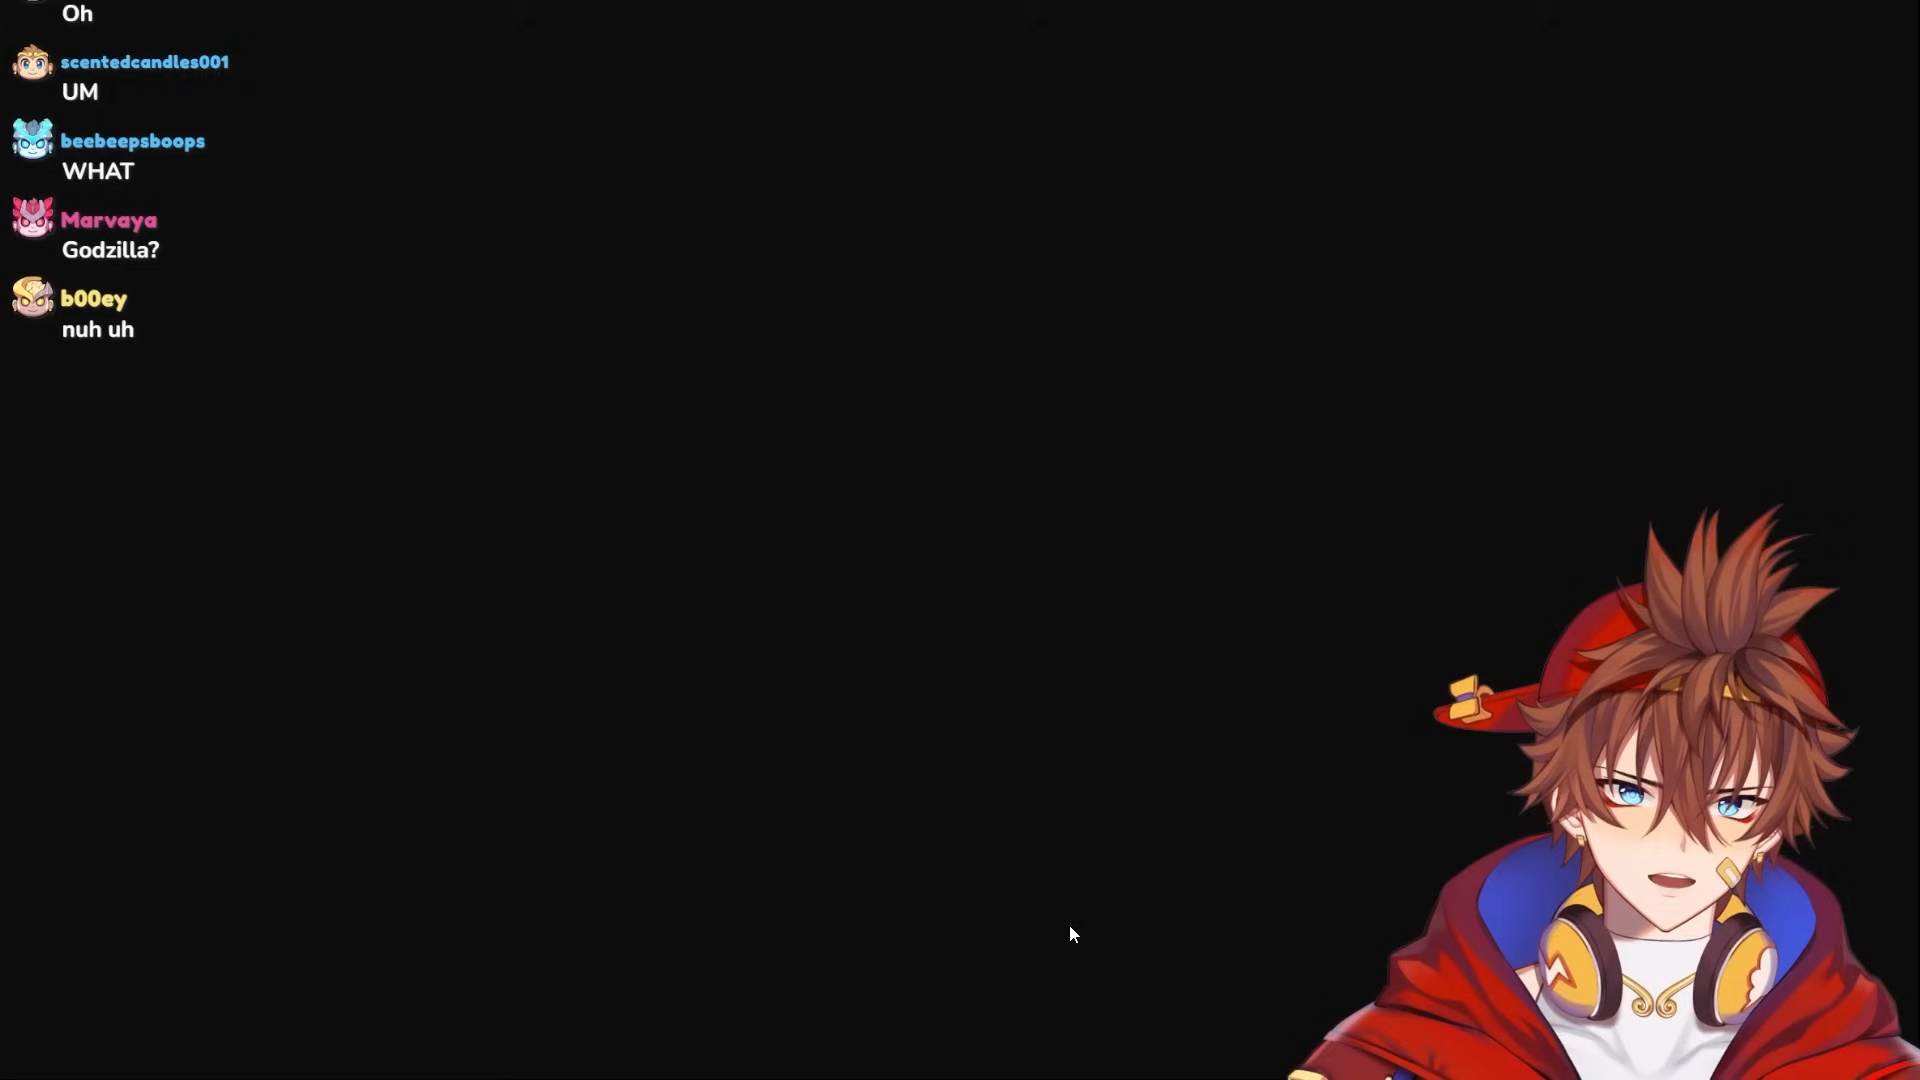 Oh
scentedcandles001
UM
beebeepsboops
WHAT
Marvaya
Godzilla?
b00ey
nuh uh